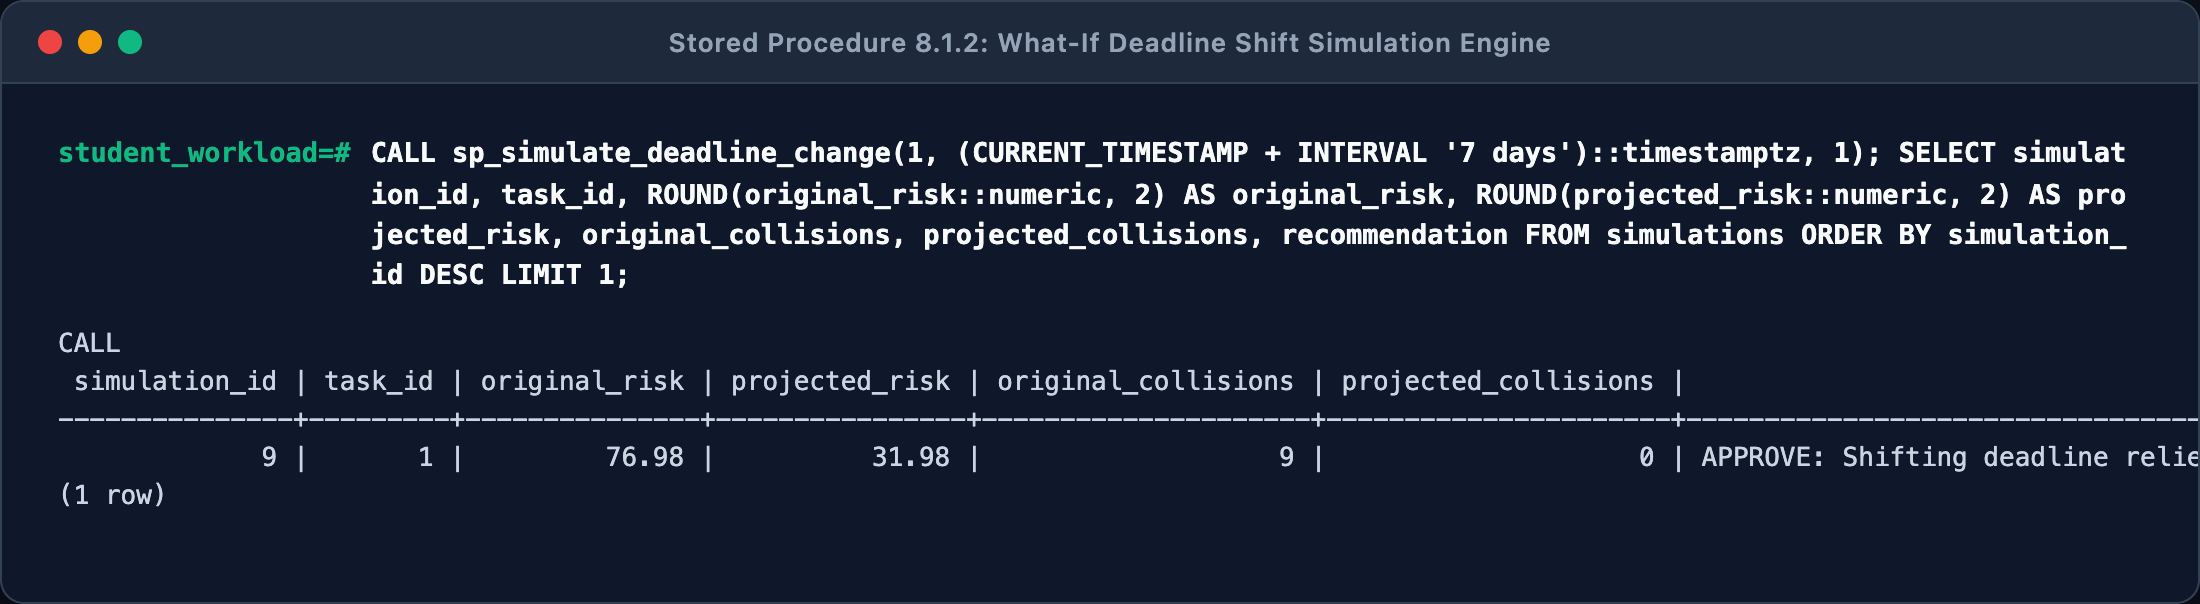 Stored Procedure 8.1.2: What-If Deadline Shift Simulation Engine
student_workload=# CALL sp_simulate_deadline_change(1, (CURRENT_TIMESTAMP + INTERVAL '7 days')::timestamptz, 1); SELECT simulat
ion_id, task_id, ROUND(original_risk::numeric, 2) AS original_risk, ROUND(projected_risk::numeric, 2) AS pro
jected_risk, original_collisions, projected_collisions, recommendation FROM simulations ORDER BY simulation_
id DESC LIMIT 1;
CALL
simulation_id | task_id | original_risk | projected_risk | original_collisions | projected_collisions |
---------------+---------+---------------+----------------+---------------------+----------------------+--------------------------------
9 | 1 | 76.98 | 31.98 | 9 | 0 | APPROVE: Shifting deadline relie
(1 row)